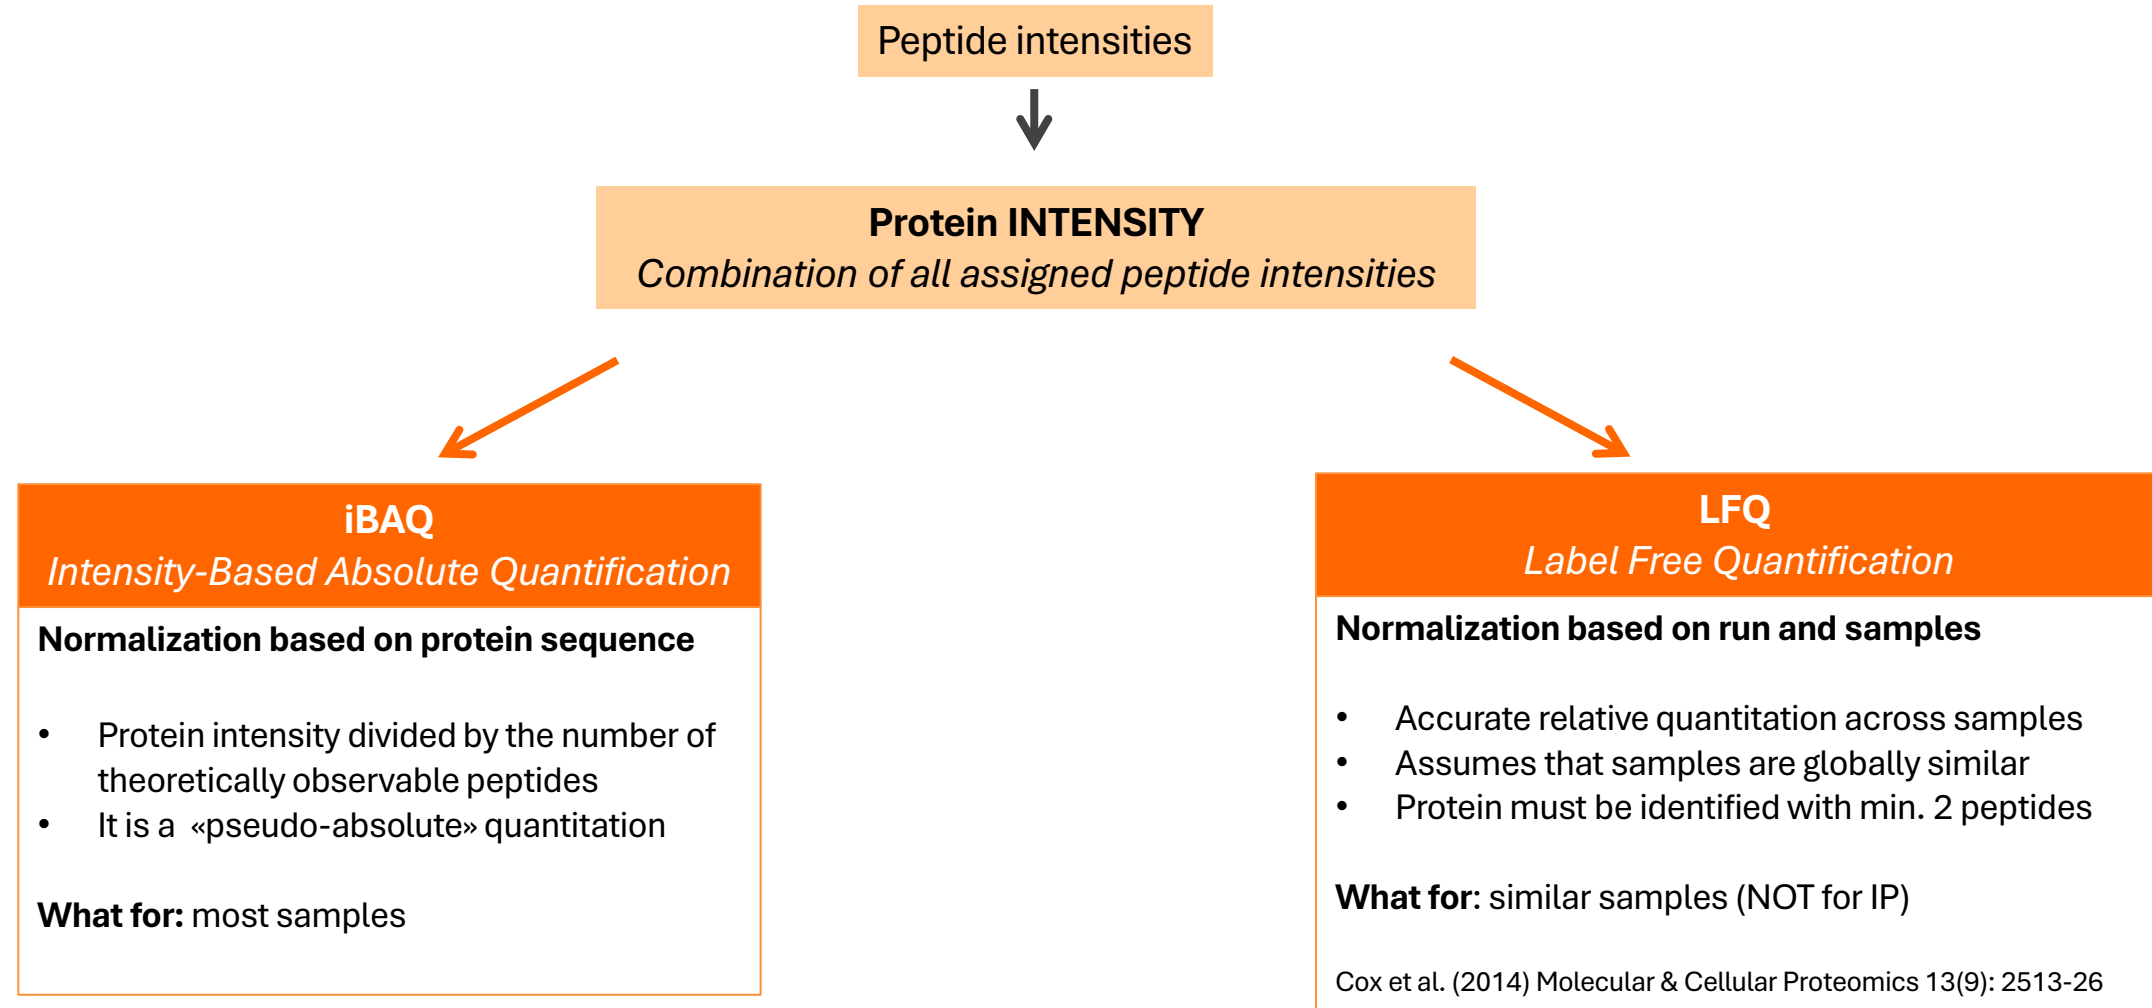 Peptide intensities
Protein INTENSITY
Combination of all assigned peptide intensities
iBAQ
Intensity-Based Absolute Quantification
Normalization based on protein sequence
• Protein intensity divided by the number of
theoretically observable peptides
• It is a «pseudo-absolute» quantitation
What for: most samples
LFQ
Label Free Quantification
Normalization based on run and samples
• Accurate relative quantitation across samples
• Assumes that samples are globally similar
• Protein must be identified with min. 2 peptides
What for: similar samples (NOT for IP)
Cox et al. (2014) Molecular & Cellular Proteomics 13(9): 2513-26